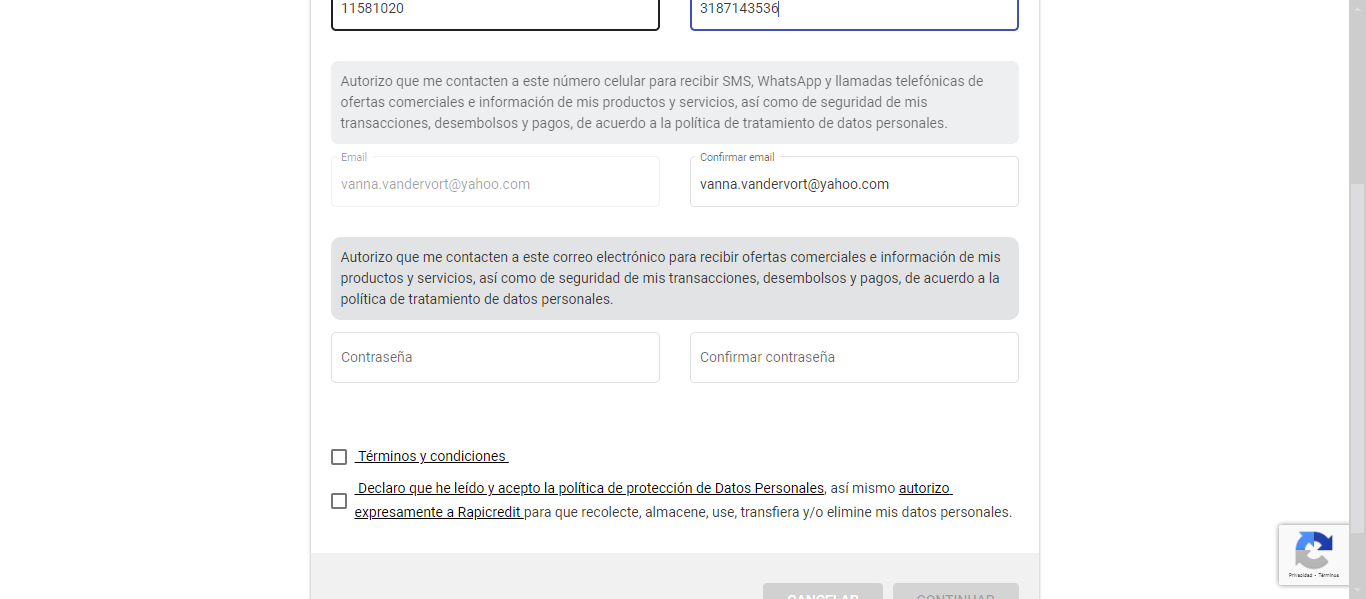 11581020 3187143536
Autorizo que me contacten a este número celular para recibir SMS, WhatsApp y llamadas telefónicas de
ofertas comerciales e información de mis productos y servicios, así como de seguridad de mis
transacciones, desembolsos y pagos, de acuerdo a la política de tratamiento de datos personales.
Email Confirmar email
vanna.vandervort@yahoo.com vanna.vandervort@yahoo.com
Autorizo que me contacten a este correo electrónico para recibir ofertas comerciales e información de mis
productos y servicios, así como de seguridad de mis transacciones, desembolsos y pagos, de acuerdo a la
política de tratamiento de datos personales.
Contraseña Confirmar contraseña
Términos y condiciones
Declaro que he leído y acepto la política de protección de Datos Personales, así mismo autorizo
expresamente a Rapicredit para que recolecte, almacene, use, transfiera y/o elimine mis datos personales.
Privacidad - Términos
CANCELAR CONTINUAR